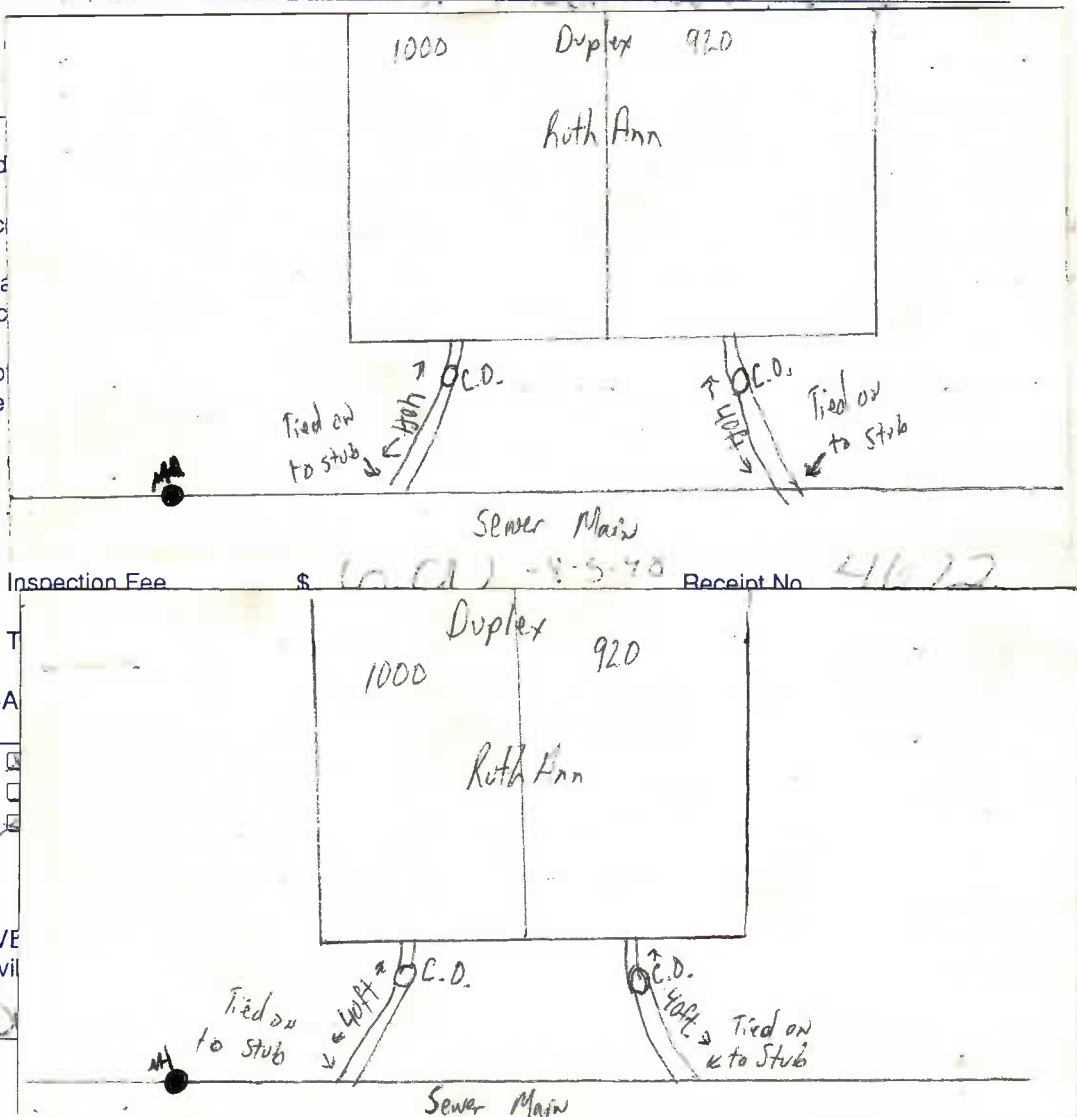 1000 Duplex 920
Ruth Ann
C.O. C.O.
40ft 40ft
Tied on Tied on
to stub to stub
Sewer Main
Inspection Fee $ Receipt No
Duplex
1000 920
Ruth Ann
C.O. C.O.
40ft 40ft
Tied on Tied on
to Stub to Stub
MH
Sewer Main